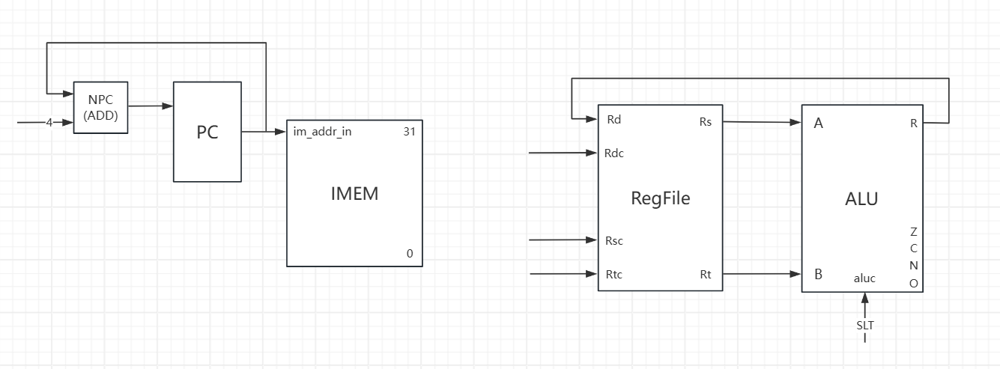 NPC
(ADD)
4
PC
im_addr_in
31
IMEM
0
Rd
Rdc
Rsc
Rtc
RegFile
Rs
Rt
A
B
ALU
R
Z
C
N
O
aluc
SLT